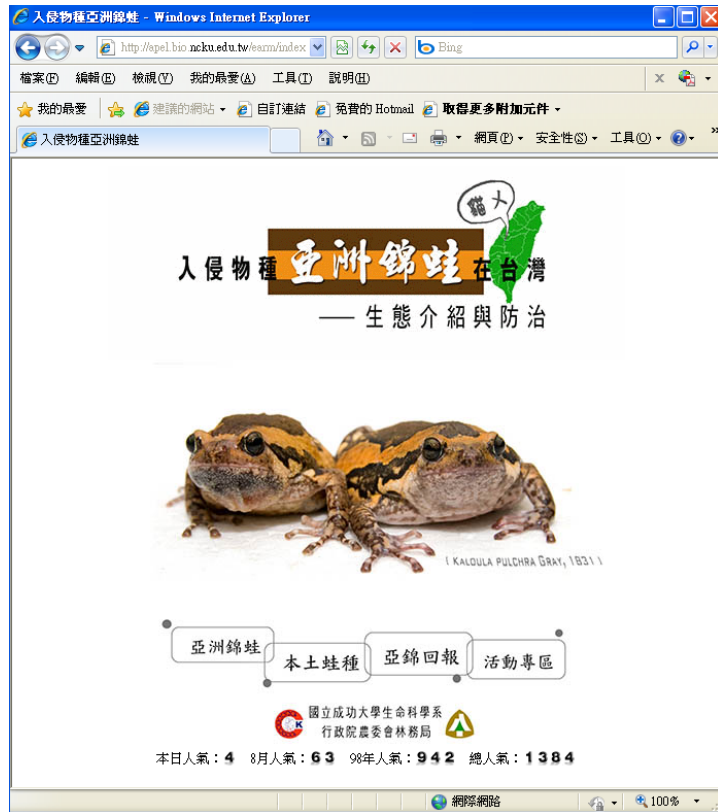 入侵物種亞洲錦蛙 - Windows Internet Explorer
http://apel.bio.ncku.edu.tw/earm/index
Bing
檔案(F) 編輯(E) 檢視(V) 我的最愛(A) 工具(T) 說明(H)
我的最愛 建議的網站 自訂連結 免費的 Hotmail 取得更多附加元件
入侵物種亞洲錦蛙 網頁(P) 安全性(S) 工具(O) »
貓乂
入侵物種亞洲錦蛙在台灣
── 生態介紹與防治
( KALOULA PULCHRA GRAY, 1831 )
亞洲錦蛙 本土蛙種 亞錦回報 活動專區
國立成功大學生命科學系
行政院農委會林務局
本日人氣：4 8月人氣：63 98年人氣：942 總人氣：1384
網際網路 100%